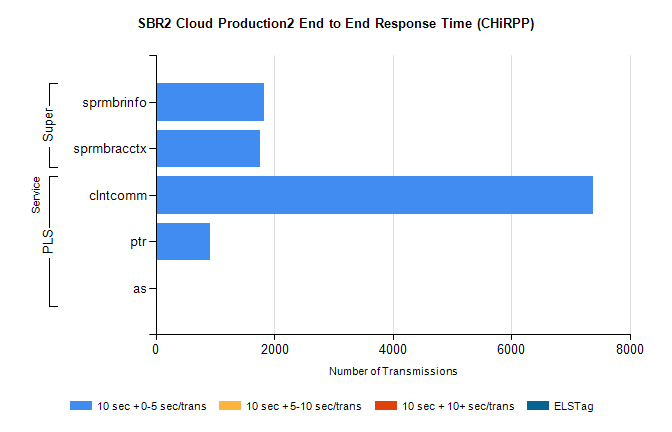 SBR2 Cloud Production2 End to End Response Time (CHiRPP)
Super
sprmbrinfo
sprmbracctx
Service
PLS
clntcomm
ptr
as
0 2000 4000 6000 8000
Number of Transmissions
10 sec +0-5 sec/trans 10 sec +5-10 sec/trans 10 sec + 10+ sec/trans ELSTag